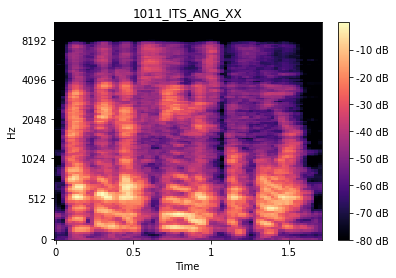 1011_ITS_ANG_XX
8192
4096
2048
1024
512
0
Hz
0
0.5
1
1.5
Time
-10 dB
-20 dB
-30 dB
-40 dB
-50 dB
-60 dB
-70 dB
-80 dB